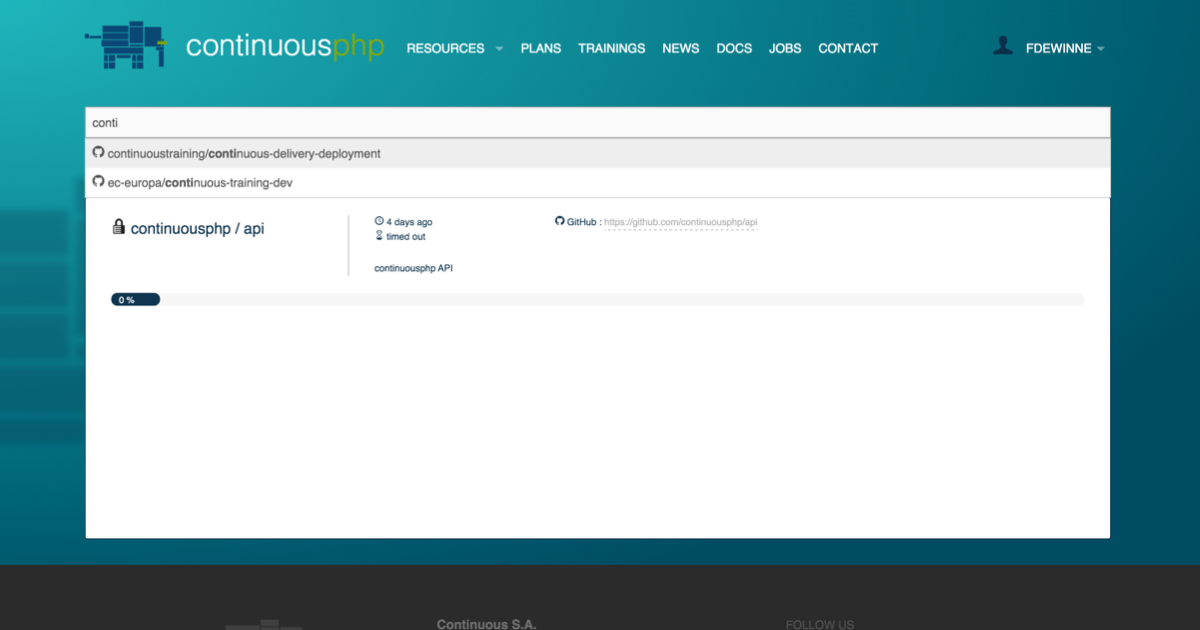 continuousphp RESOURCES PLANS TRAININGS NEWS DOCS JOBS CONTACT FDEWINNE
conti
continuoustraining/continuous-delivery-deployment
ec-europa/continuous-training-dev
continuousphp / api
4 days ago
timed out
continuousphp API
GitHub : https://github.com/continuousphp/api
0 %
Continuous S.A.
FOLLOW US